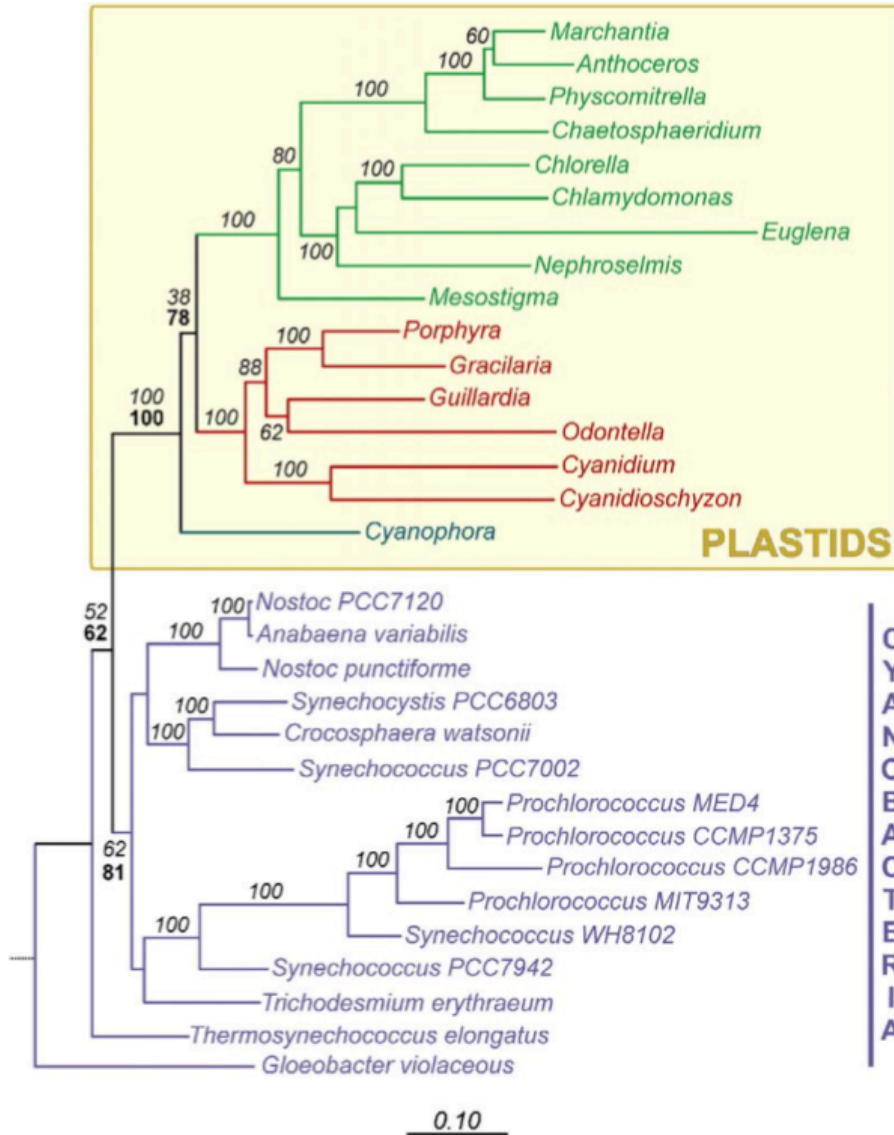 60
Marchantia
100
Anthoceros
100
Physcomitrella
Chaetosphaeridium
80
100
Chlorella
Chlamydomonas
100
100
Euglena
Nephroselmis
38
78
Mesostigma
100
Porphyra
88
Gracilaria
100
100
100
Guillardia
62
Odontella
100
Cyanidium
Cyanidioschyzon
Cyanophora
PLASTIDS
52
62
100
100
Nostoc PCC7120
Anabaena variabilis
Nostoc punctiforme
100
100
Synechocystis PCC6803
Crocosphaera watsonii
Synechococcus PCC7002
100
100
Prochlorococcus MED4
Prochlorococcus CCMP1375
62
81
100
100
Prochlorococcus CCMP1986
Prochlorococcus MIT9313
100
Synechococcus WH8102
Synechococcus PCC7942
Trichodesmium erythraeum
Thermosynechococcus elongatus
Gloeobacter violaceous
CYANOBACTERIA
0.10